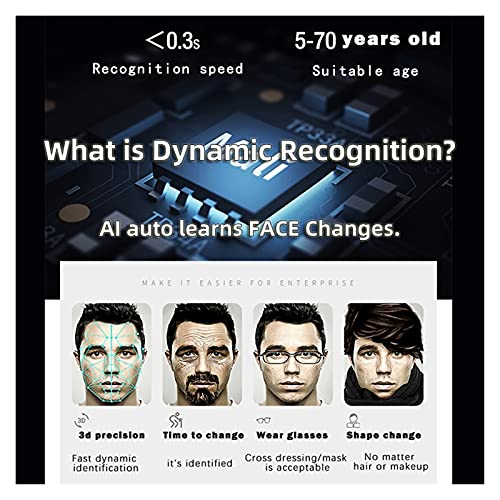 <0.3s
5-70 years old
Recognition speed
Suitable age
What is Dynamic Recognition?
AI auto learns FACE Changes.
MAKE IT EASIER FOR ENTERPRISE
3D
3d precision
Time to change
Wear glasses
Shape change
Fast dynamic
identification
it's identified
Cross dressing/mask
is acceptable
No matter
hair or makeup